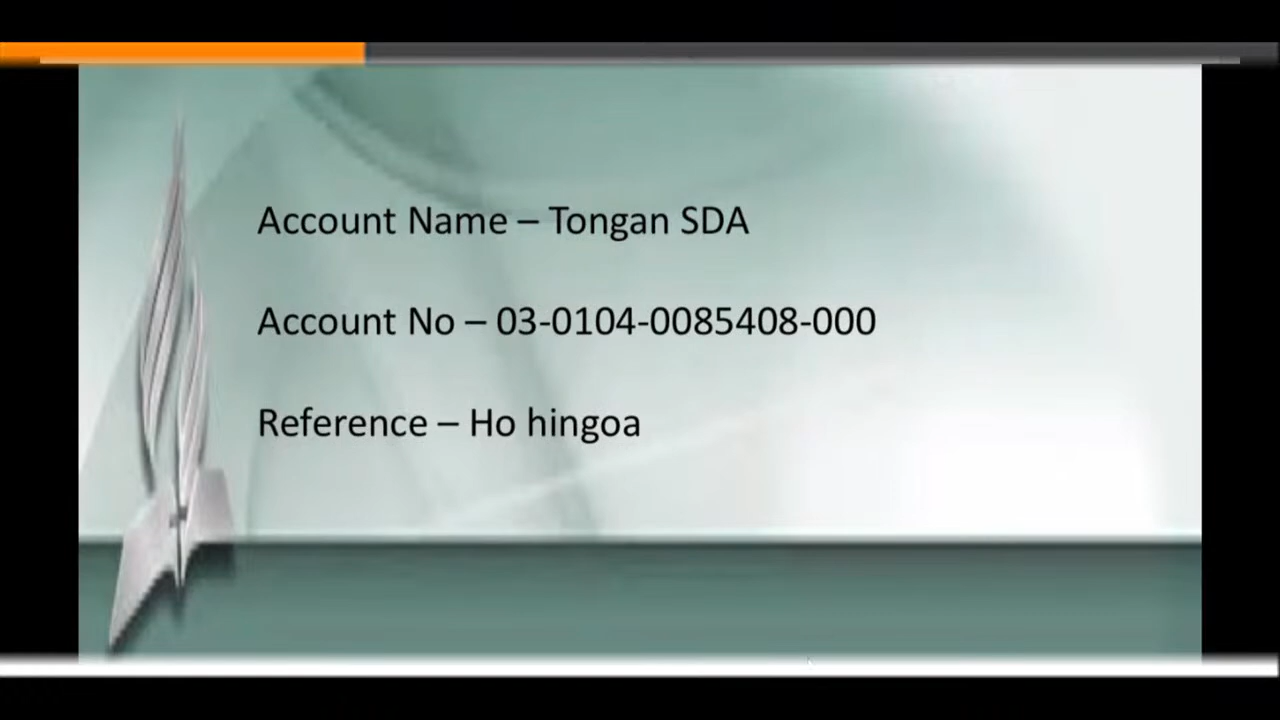 Account Name – Tongan SDA
Account No – 03-0104-0085408-000
Reference – Ho hingoa